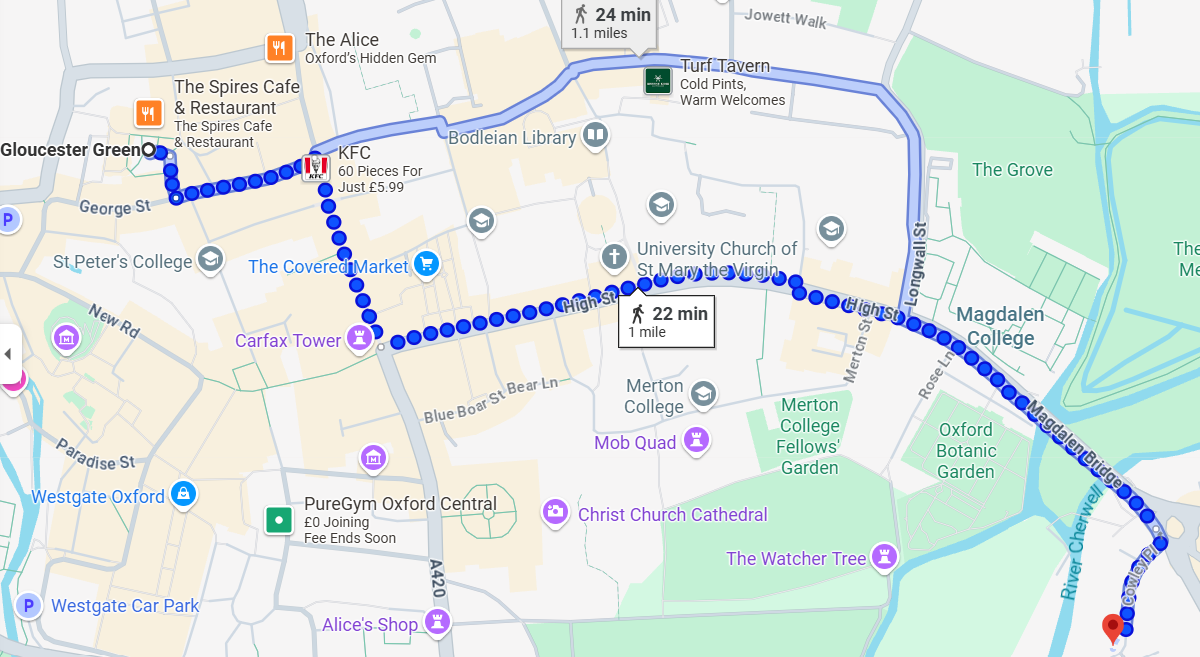 24 min
1.1 miles
Jowett Walk
The Alice
Oxford's Hidden Gem
Turf Tavern
Cold Pints,
Warm Welcomes
The Spires Cafe
& Restaurant
The Spires Cafe
& Restaurant
Gloucester Green
Bodleian Library
KFC
KFC
60 Pieces For
Just £5.99
The Grove
George St
P
St Peter's College
The Covered Market
University Church of
St Mary the Virgin
Longwall St
The
M
New Rd
High St
High St
22 min
1 mile
Carfax Tower
Magdalen
College
Merton St
Rose Ln
Merton
College
Blue Boar St
Bear Ln
Merton
College
Fellows'
Garden
Mob Quad
Oxford
Botanic
Garden
Magdalen Bridge
Paradise St
Westgate Oxford
PureGym Oxford Central
£0 Joining
Fee Ends Soon
Christ Church Cathedral
The Watcher Tree
River Cherwell
Cowley Pl
A420
P
Westgate Car Park
Alice's Shop